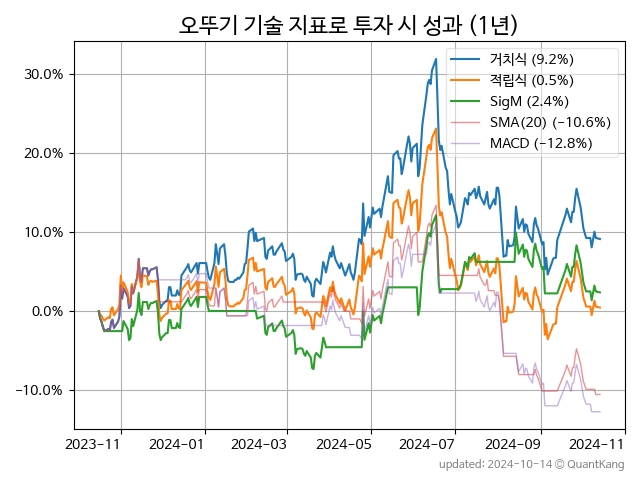 오뚜기 기술 지표로 투자 시 성과 (1년)
거치식 (9.2%)
적립식 (0.5%)
SigM (2.4%)
SMA(20) (-10.6%)
MACD (-12.8%)
30.0%
20.0%
10.0%
0.0%
-10.0%
2023-11 2024-01 2024-03 2024-05 2024-07 2024-09 2024-11
updated: 2024-10-14 © QuantKang